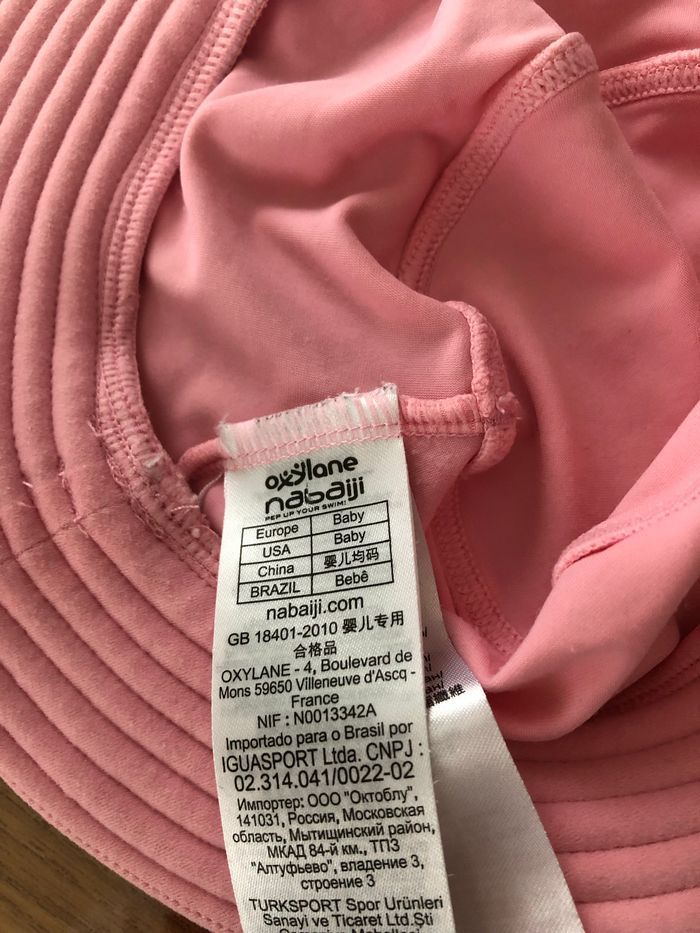 oxylane
nabaiji
PEP UP YOUR SWIM!
Europe Baby
USA Baby
China 婴儿均码
BRAZIL Bebê
nabaiji.com
GB 18401-2010 婴儿专用
合格品
OXYLANE - 4, Boulevard de
Mons 59650 Villeneuve d'Ascq -
France
NIF : N0013342A
Importado para o Brasil por
IGUASPORT Ltda. CNPJ :
02.314.041/0022-02
Импортер: ООО "Октоблу",
141031, Россия, Московская
область, Мытищинский район,
МКАД 84-й км., ТПЗ
"Алтуфьево", владение 3,
строение 3
TURKSPORT Spor Urünleri
Sanayi ve Ticaret Ltd.Şti